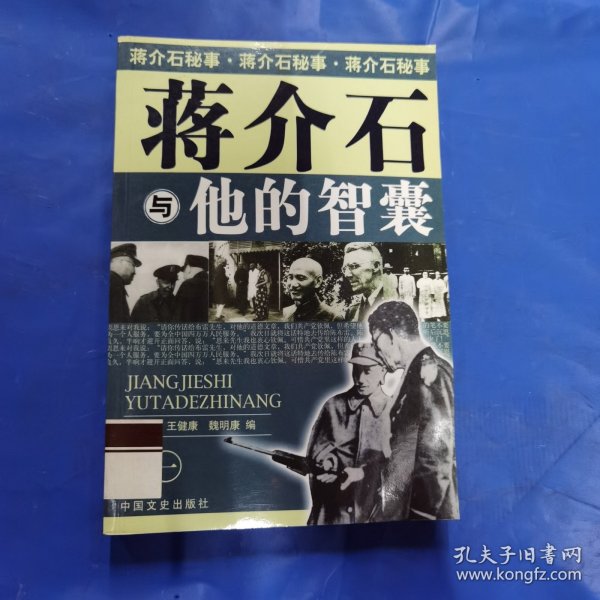 蒋介石秘事·蒋介石秘事·蒋介石秘事
蒋介石
与他的智囊
JIANGJIESHI
YUTADEZHINANG
王健康 魏明康 编
一
中国文史出版社
孔夫子旧书网
www.kongfz.com